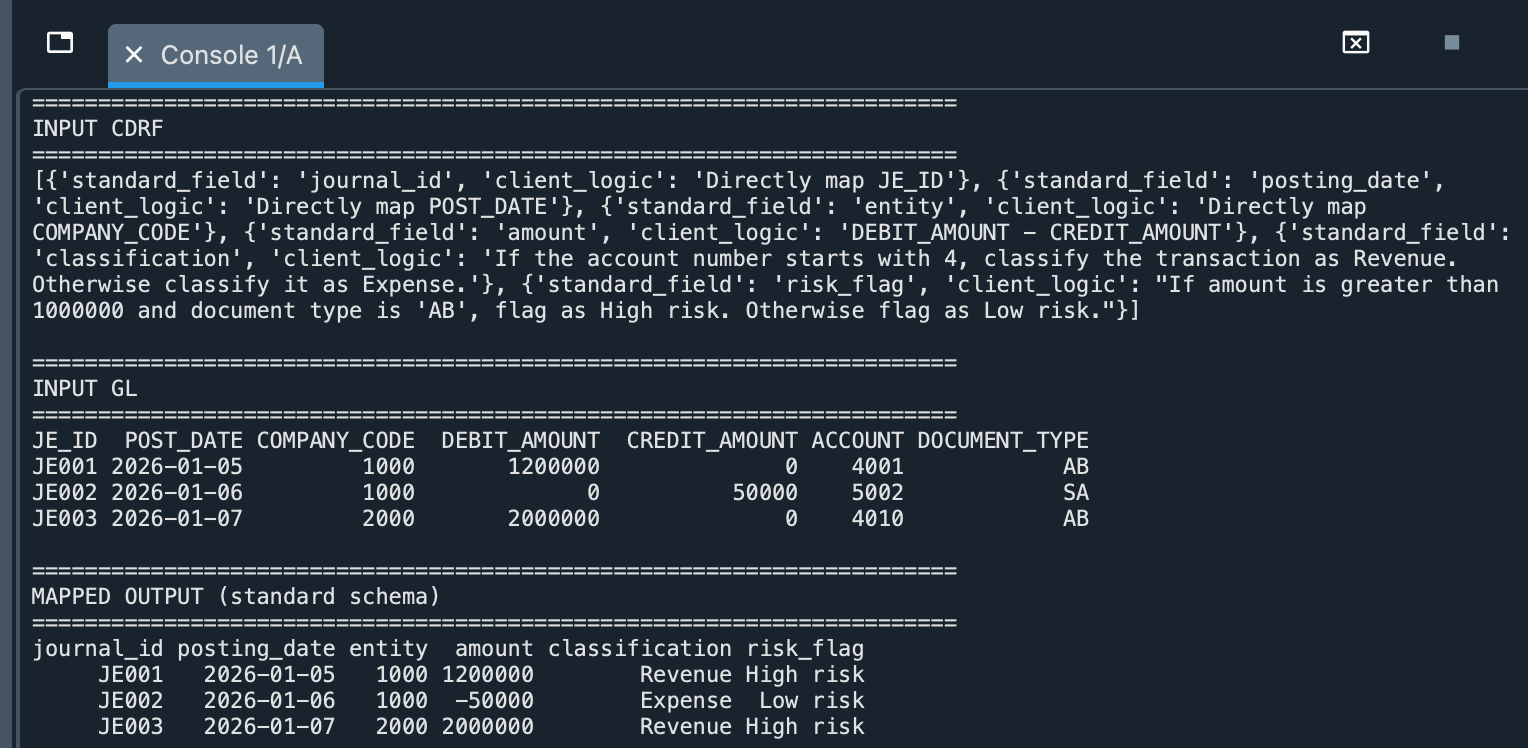 Console 1/A
======================================================================
INPUT CDRF
======================================================================
[{'standard_field': 'journal_id', 'client_logic': 'Directly map JE_ID'}, {'standard_field': 'posting_date',
'client_logic': 'Directly map POST_DATE'}, {'standard_field': 'entity', 'client_logic': 'Directly map
COMPANY_CODE'}, {'standard_field': 'amount', 'client_logic': 'DEBIT_AMOUNT - CREDIT_AMOUNT'}, {'standard_field':
'classification', 'client_logic': 'If the account number starts with 4, classify the transaction as Revenue.
Otherwise classify it as Expense.'}, {'standard_field': 'risk_flag', 'client_logic': "If amount is greater than
1000000 and document type is 'AB', flag as High risk. Otherwise flag as Low risk."}]
======================================================================
INPUT GL
======================================================================
JE_ID  POST_DATE COMPANY_CODE  DEBIT_AMOUNT  CREDIT_AMOUNT ACCOUNT DOCUMENT_TYPE
JE001 2026-01-05         1000       1200000              0    4001            AB
JE002 2026-01-06         1000             0          50000    5002            SA
JE003 2026-01-07         2000       2000000              0    4010            AB
======================================================================
MAPPED OUTPUT (standard schema)
======================================================================
journal_id posting_date entity  amount classification risk_flag
     JE001   2026-01-05   1000 1200000        Revenue High risk
     JE002   2026-01-06   1000  -50000        Expense  Low risk
     JE003   2026-01-07   2000 2000000        Revenue High risk